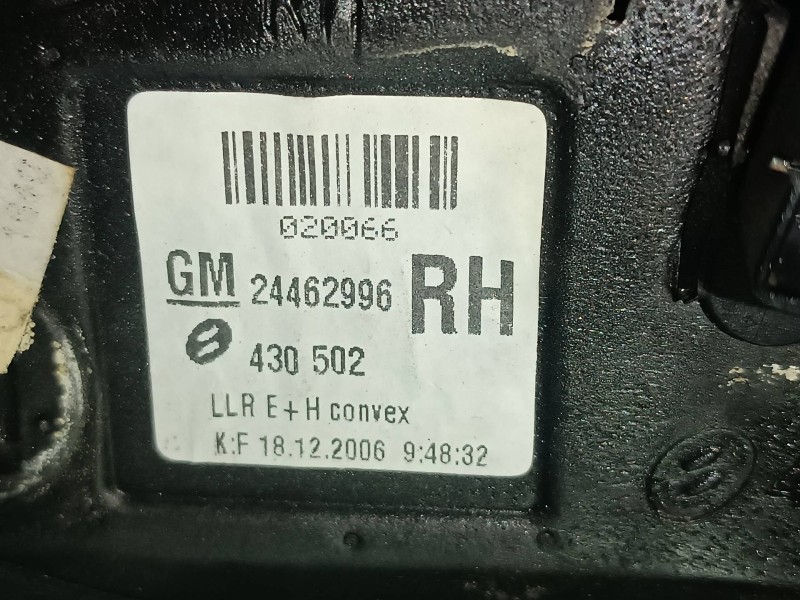 020066
GM 24462996 RH
430 502
LLR E+H convex
K:F 18.12.2006 9:48:32